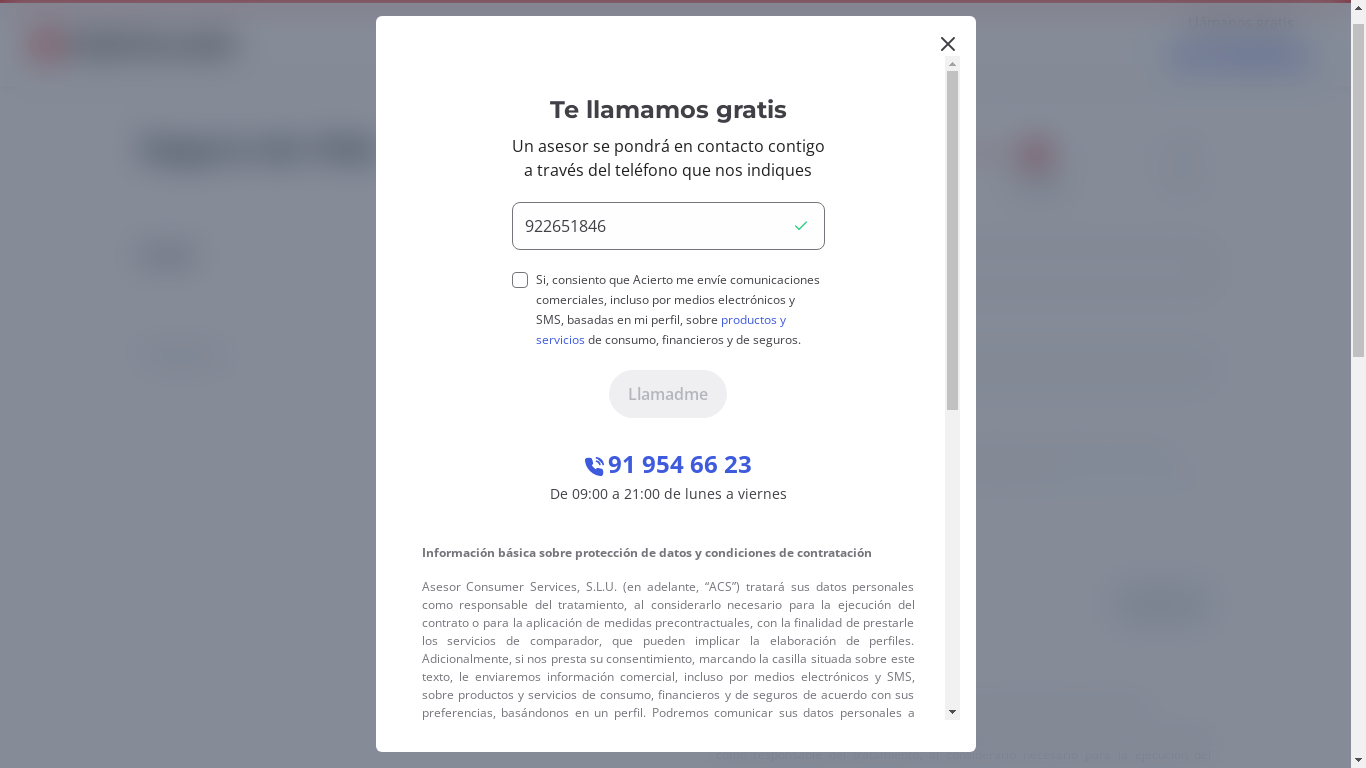 Te llamamos gratis
Un asesor se pondrá en contacto contigo
a través del teléfono que nos indiques
922651846
Si, consiento que Acierto me envíe comunicaciones
comerciales, incluso por medios electrónicos y
SMS, basadas en mi perfil, sobre productos y
servicios de consumo, financieros y de seguros.
Llamadme
91 954 66 23
De 09:00 a 21:00 de lunes a viernes
Información básica sobre protección de datos y condiciones de contratación
Asesor Consumer Services, S.L.U. (en adelante, “ACS”) tratará sus datos personales
como responsable del tratamiento, al considerarlo necesario para la ejecución del
contrato o para la aplicación de medidas precontractuales, con la finalidad de prestarle
los servicios de comparador, que pueden implicar la elaboración de perfiles.
Adicionalmente, si nos presta su consentimiento, marcando la casilla situada sobre este
texto, le enviaremos información comercial, incluso por medios electrónicos y SMS,
sobre productos y servicios de consumo, financieros y de seguros de acuerdo con sus
preferencias, basándonos en un perfil. Podremos comunicar sus datos personales a